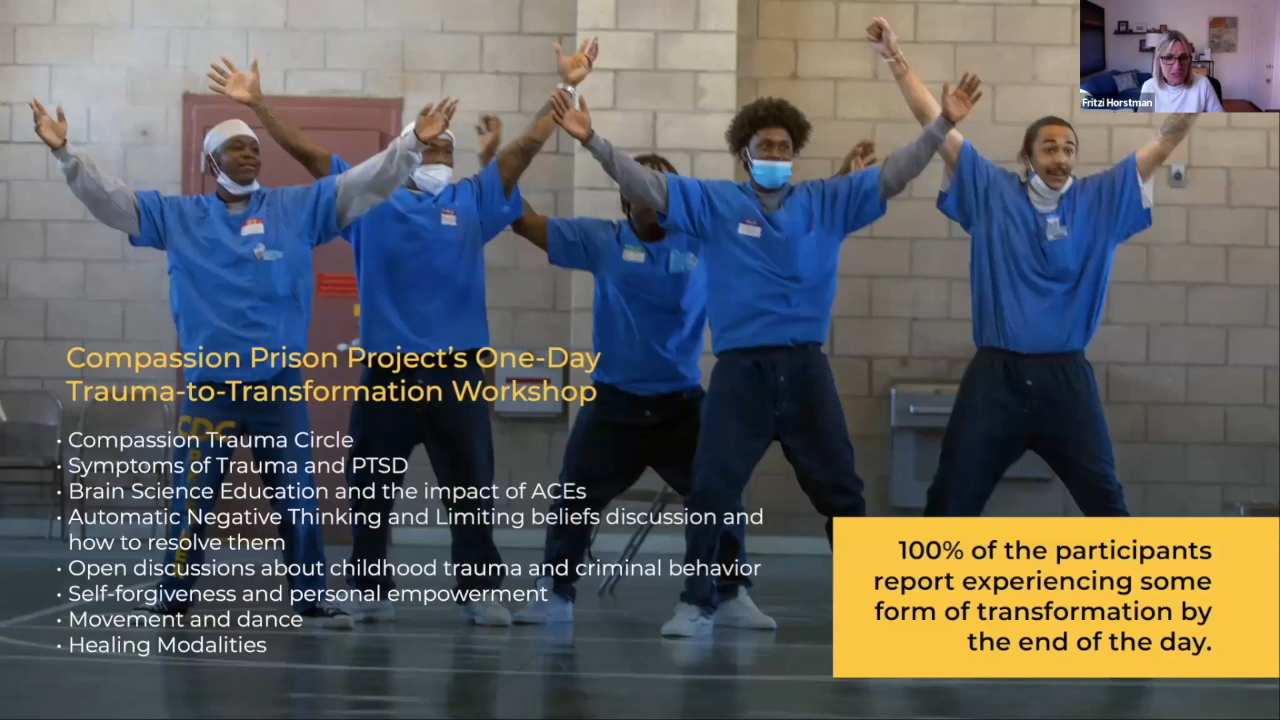 Fritzi Horstman
Compassion Prison Project's One-Day
Trauma-to-Transformation Workshop
• Compassion Trauma Circle
• Symptoms of Trauma and PTSD
• Brain Science Education and the impact of ACEs
• Automatic Negative Thinking and Limiting beliefs discussion and
how to resolve them
• Open discussions about childhood trauma and criminal behavior
• Self-forgiveness and personal empowerment
• Movement and dance
• Healing Modalities
100% of the participants
report experiencing some
form of transformation by
the end of the day.